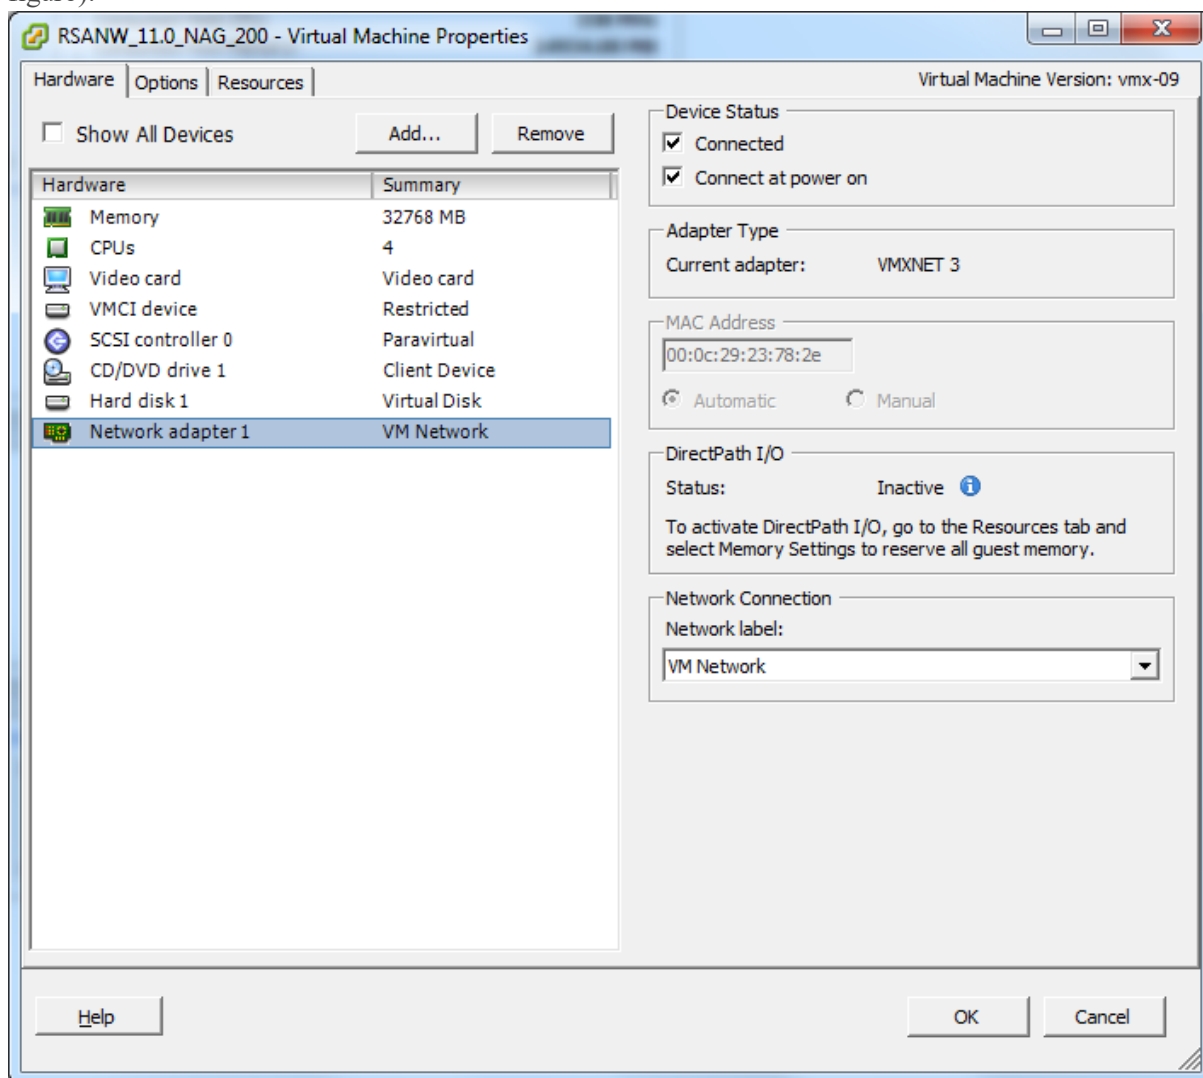 RSANW_11.0_NAG_200 - Virtual Machine Properties
Hardware Options Resources
Virtual Machine Version: vmx-09
Show All Devices
Add...
Remove
Hardware Summary
Memory 32768 MB
CPUs 4
Video card Video card
VMCI device Restricted
SCSI controller 0 Paravirtual
CD/DVD drive 1 Client Device
Hard disk 1 Virtual Disk
Network adapter 1 VM Network
Device Status
Connected
Connect at power on
Adapter Type
Current adapter: VMXNET 3
MAC Address
00:0c:29:23:78:2e
Automatic Manual
DirectPath I/O
Status: Inactive
To activate DirectPath I/O, go to the Resources tab and
select Memory Settings to reserve all guest memory.
Network Connection
Network label:
VM Network
Help
OK
Cancel